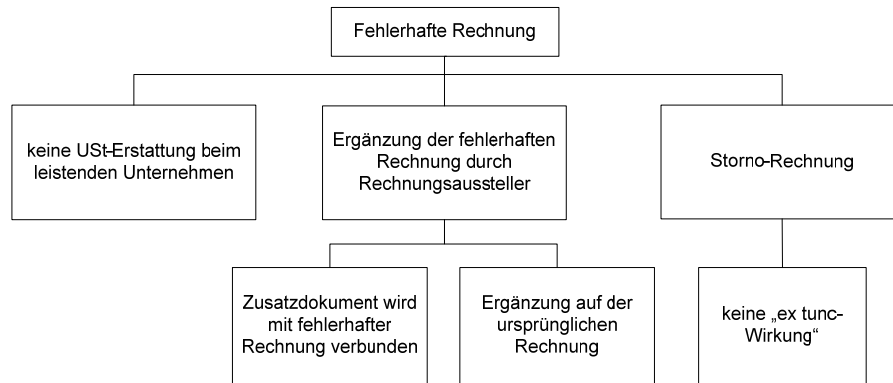 Fehlerhafte Rechnung
keine USt-Erstattung beim
leistenden Unternehmen
Ergänzung der fehlerhaften
Rechnung durch
Rechnungsaussteller
Storno-Rechnung
Zusatzdokument wird
mit fehlerhafter
Rechnung verbunden
Ergänzung auf der
ursprünglichen
Rechnung
keine „ex tunc-
Wirkung“